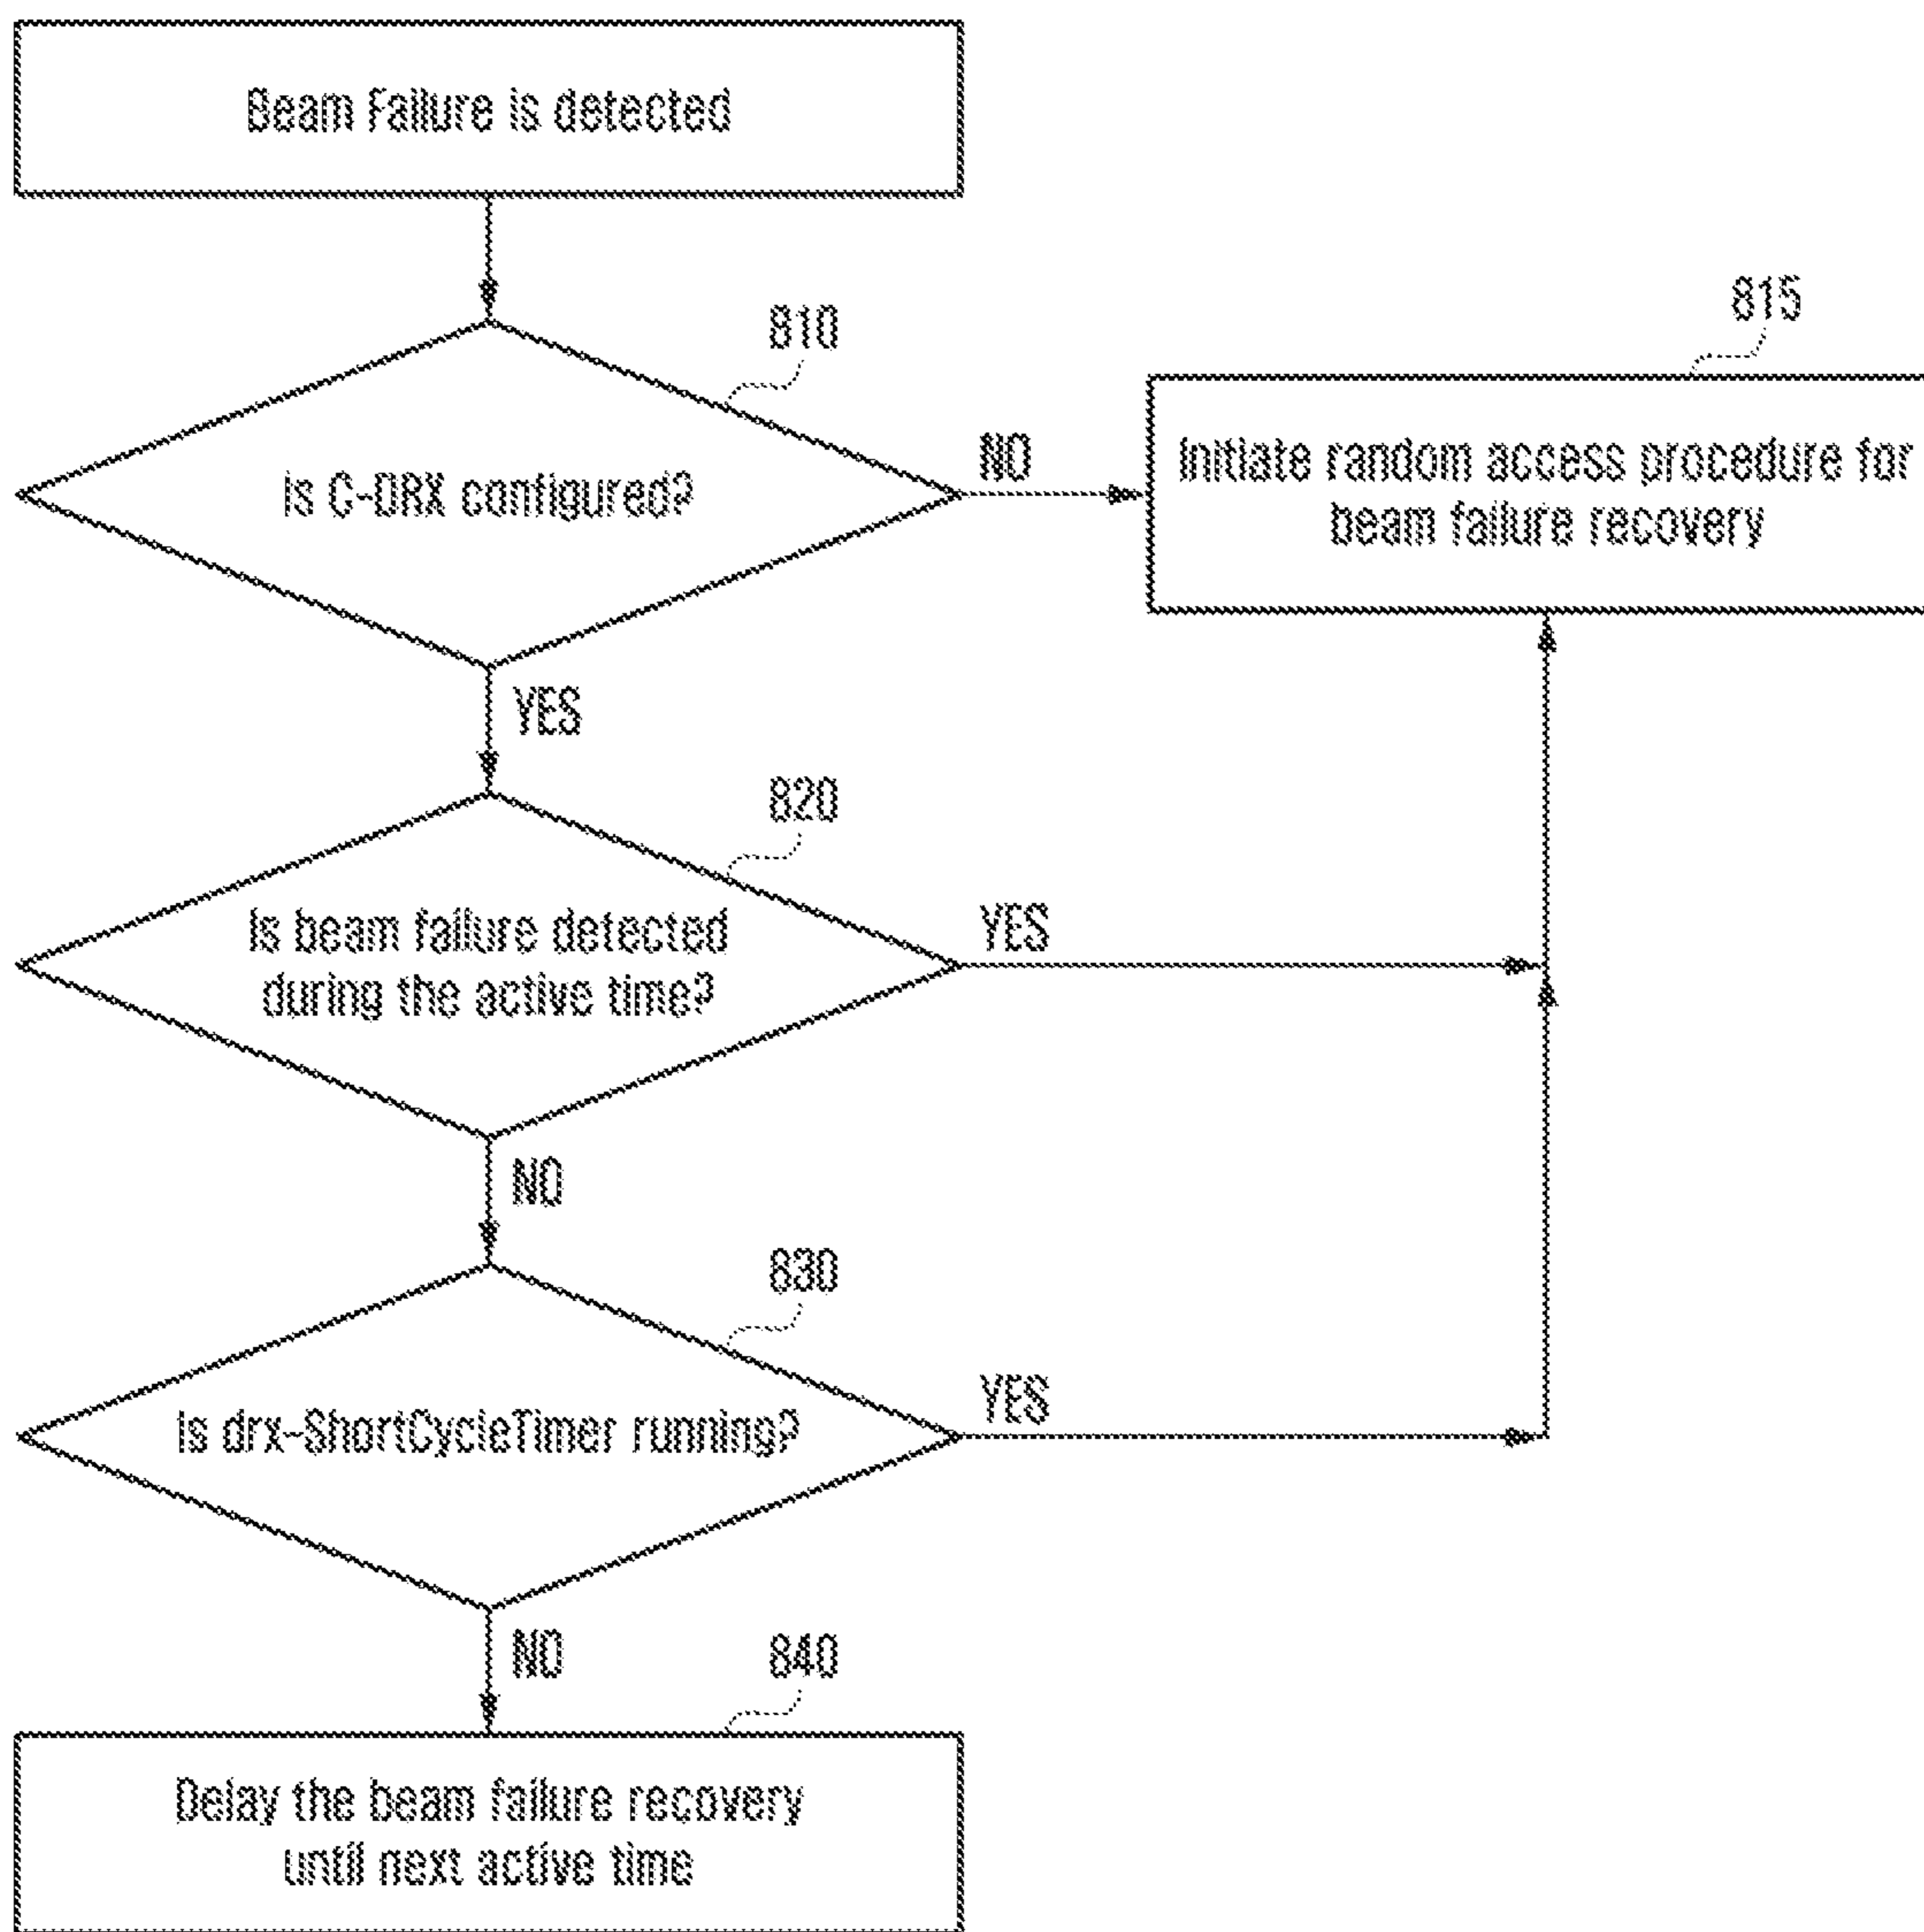 Beam Failure is detected
810
815
Is C-DRX configured?
NO
Initiate random access procedure for
beam failure recovery
YES
820
Is beam failure detected
during the active time?
YES
NO
830
Is drx-ShortCycleTimer running?
YES
NO
840
Delay the beam failure recovery
until next active time